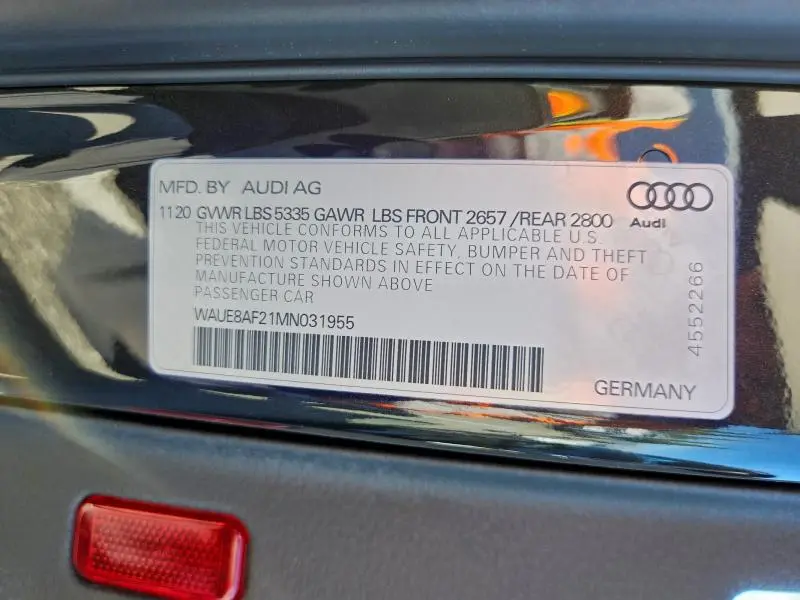 MFD. BY AUDI AG
1120 GVWR LBS 5335 GAWR LBS FRONT 2657 / REAR 2800
THIS VEHICLE CONFORMS TO ALL APPLICABLE U.S.
FEDERAL MOTOR VEHICLE SAFETY, BUMPER AND THEFT
PREVENTION STANDARDS IN EFFECT ON THE DATE OF
MANUFACTURE SHOWN ABOVE
PASSENGER CAR
WAUE8AF21MN031955
Audi
4552266
GERMANY